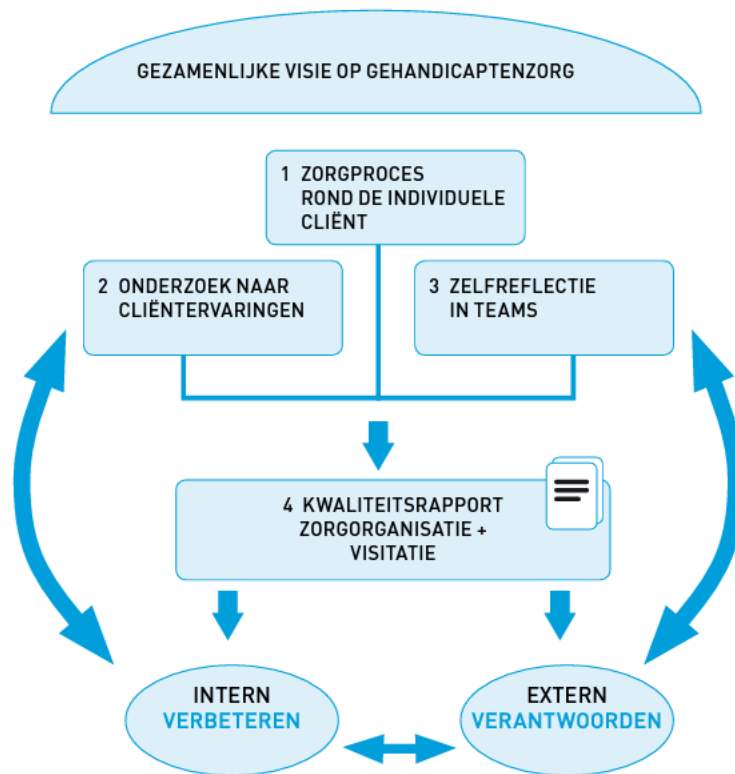 GEZAMENLIJKE VISIE OP GEHANDICAPTENZORG
1 ZORGPROCES
ROND DE INDIVIDUELE
CLIËNT
2 ONDERZOEK NAAR
CLIËNTERVARINGEN
3 ZELFREFLECTIE
IN TEAMS
4 KWALITEITSRAPPORT
ZORGORGANISATIE +
VISITATIE
INTERN
VERBETEREN
EXTERN
VERANTWOORDEN